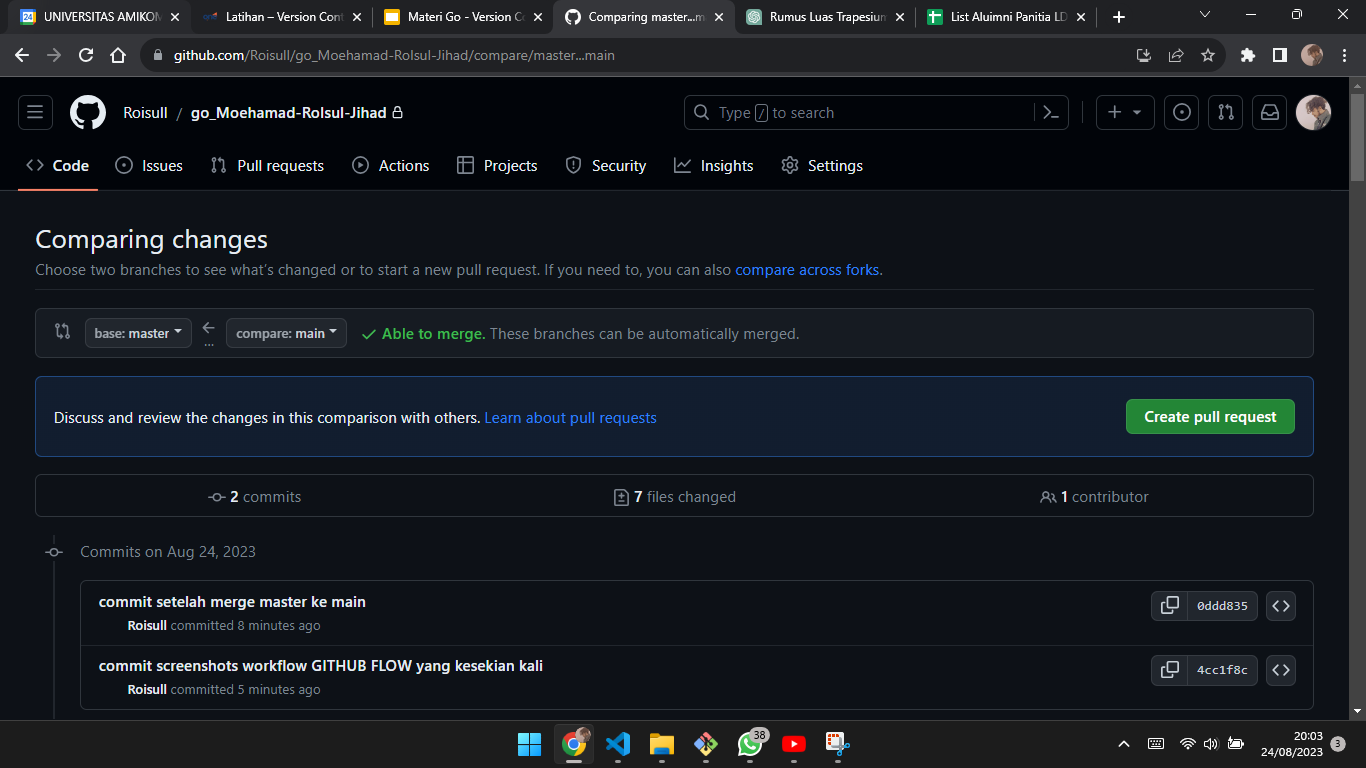 UNIVERSITAS AMIKOM
Latihan – Version Cont
Materi Go - Version Co
Comparing master...m
Rumus Luas Trapesium
List Aluimni Panitia LD
github.com/Roisull/go_Moehamad-Rolsul-Jihad/compare/master...main
Roisull / go_Moehamad-Rolsul-Jihad
Type / to search
Code
Issues
Pull requests
Actions
Projects
Security
Insights
Settings
Comparing changes
Choose two branches to see what's changed or to start a new pull request. If you need to, you can also compare across forks.
base: master
...
compare: main
Able to merge. These branches can be automatically merged.
Discuss and review the changes in this comparison with others. Learn about pull requests
Create pull request
2 commits
7 files changed
1 contributor
Commits on Aug 24, 2023
commit setelah merge master ke main
0ddd835
Roisull committed 8 minutes ago
commit screenshots workflow GITHUB FLOW yang kesekian kali
4cc1f8c
Roisull committed 5 minutes ago
38
20:03
24/08/2023
3